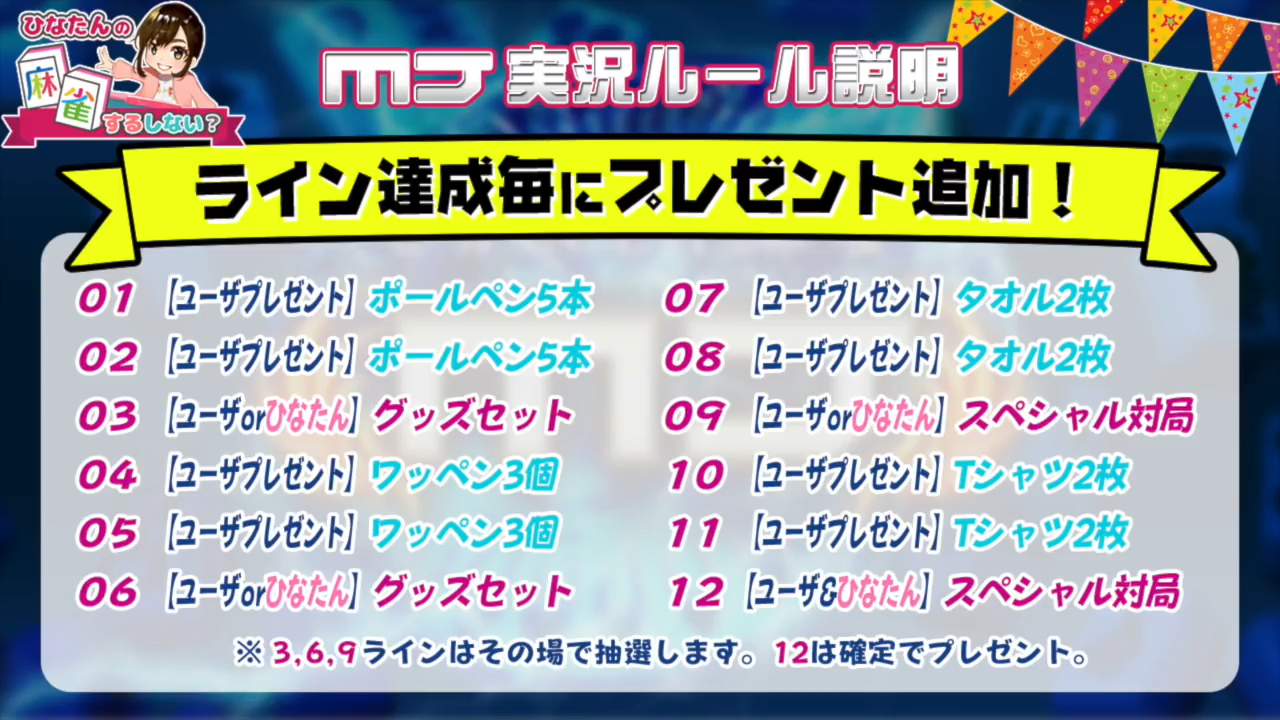 ひなたんの
麻雀
するしない？
MJ 実況ルール説明
ライン達成毎にプレゼント追加！
01 【ユーザプレゼント】 ボールペン5本
02 【ユーザプレゼント】 ボールペン5本
03 【ユーザorひなたん】 グッズセット
04 【ユーザプレゼント】 ワッペン3個
05 【ユーザプレゼント】 ワッペン3個
06 【ユーザorひなたん】 グッズセット
07 【ユーザプレゼント】 タオル2枚
08 【ユーザプレゼント】 タオル2枚
09 【ユーザorひなたん】 スペシャル対局
10 【ユーザプレゼント】 Tシャツ2枚
11 【ユーザプレゼント】 Tシャツ2枚
12 【ユーザ&ひなたん】 スペシャル対局
※ 3,6,9ラインはその場で抽選します。 12は確定でプレゼント。